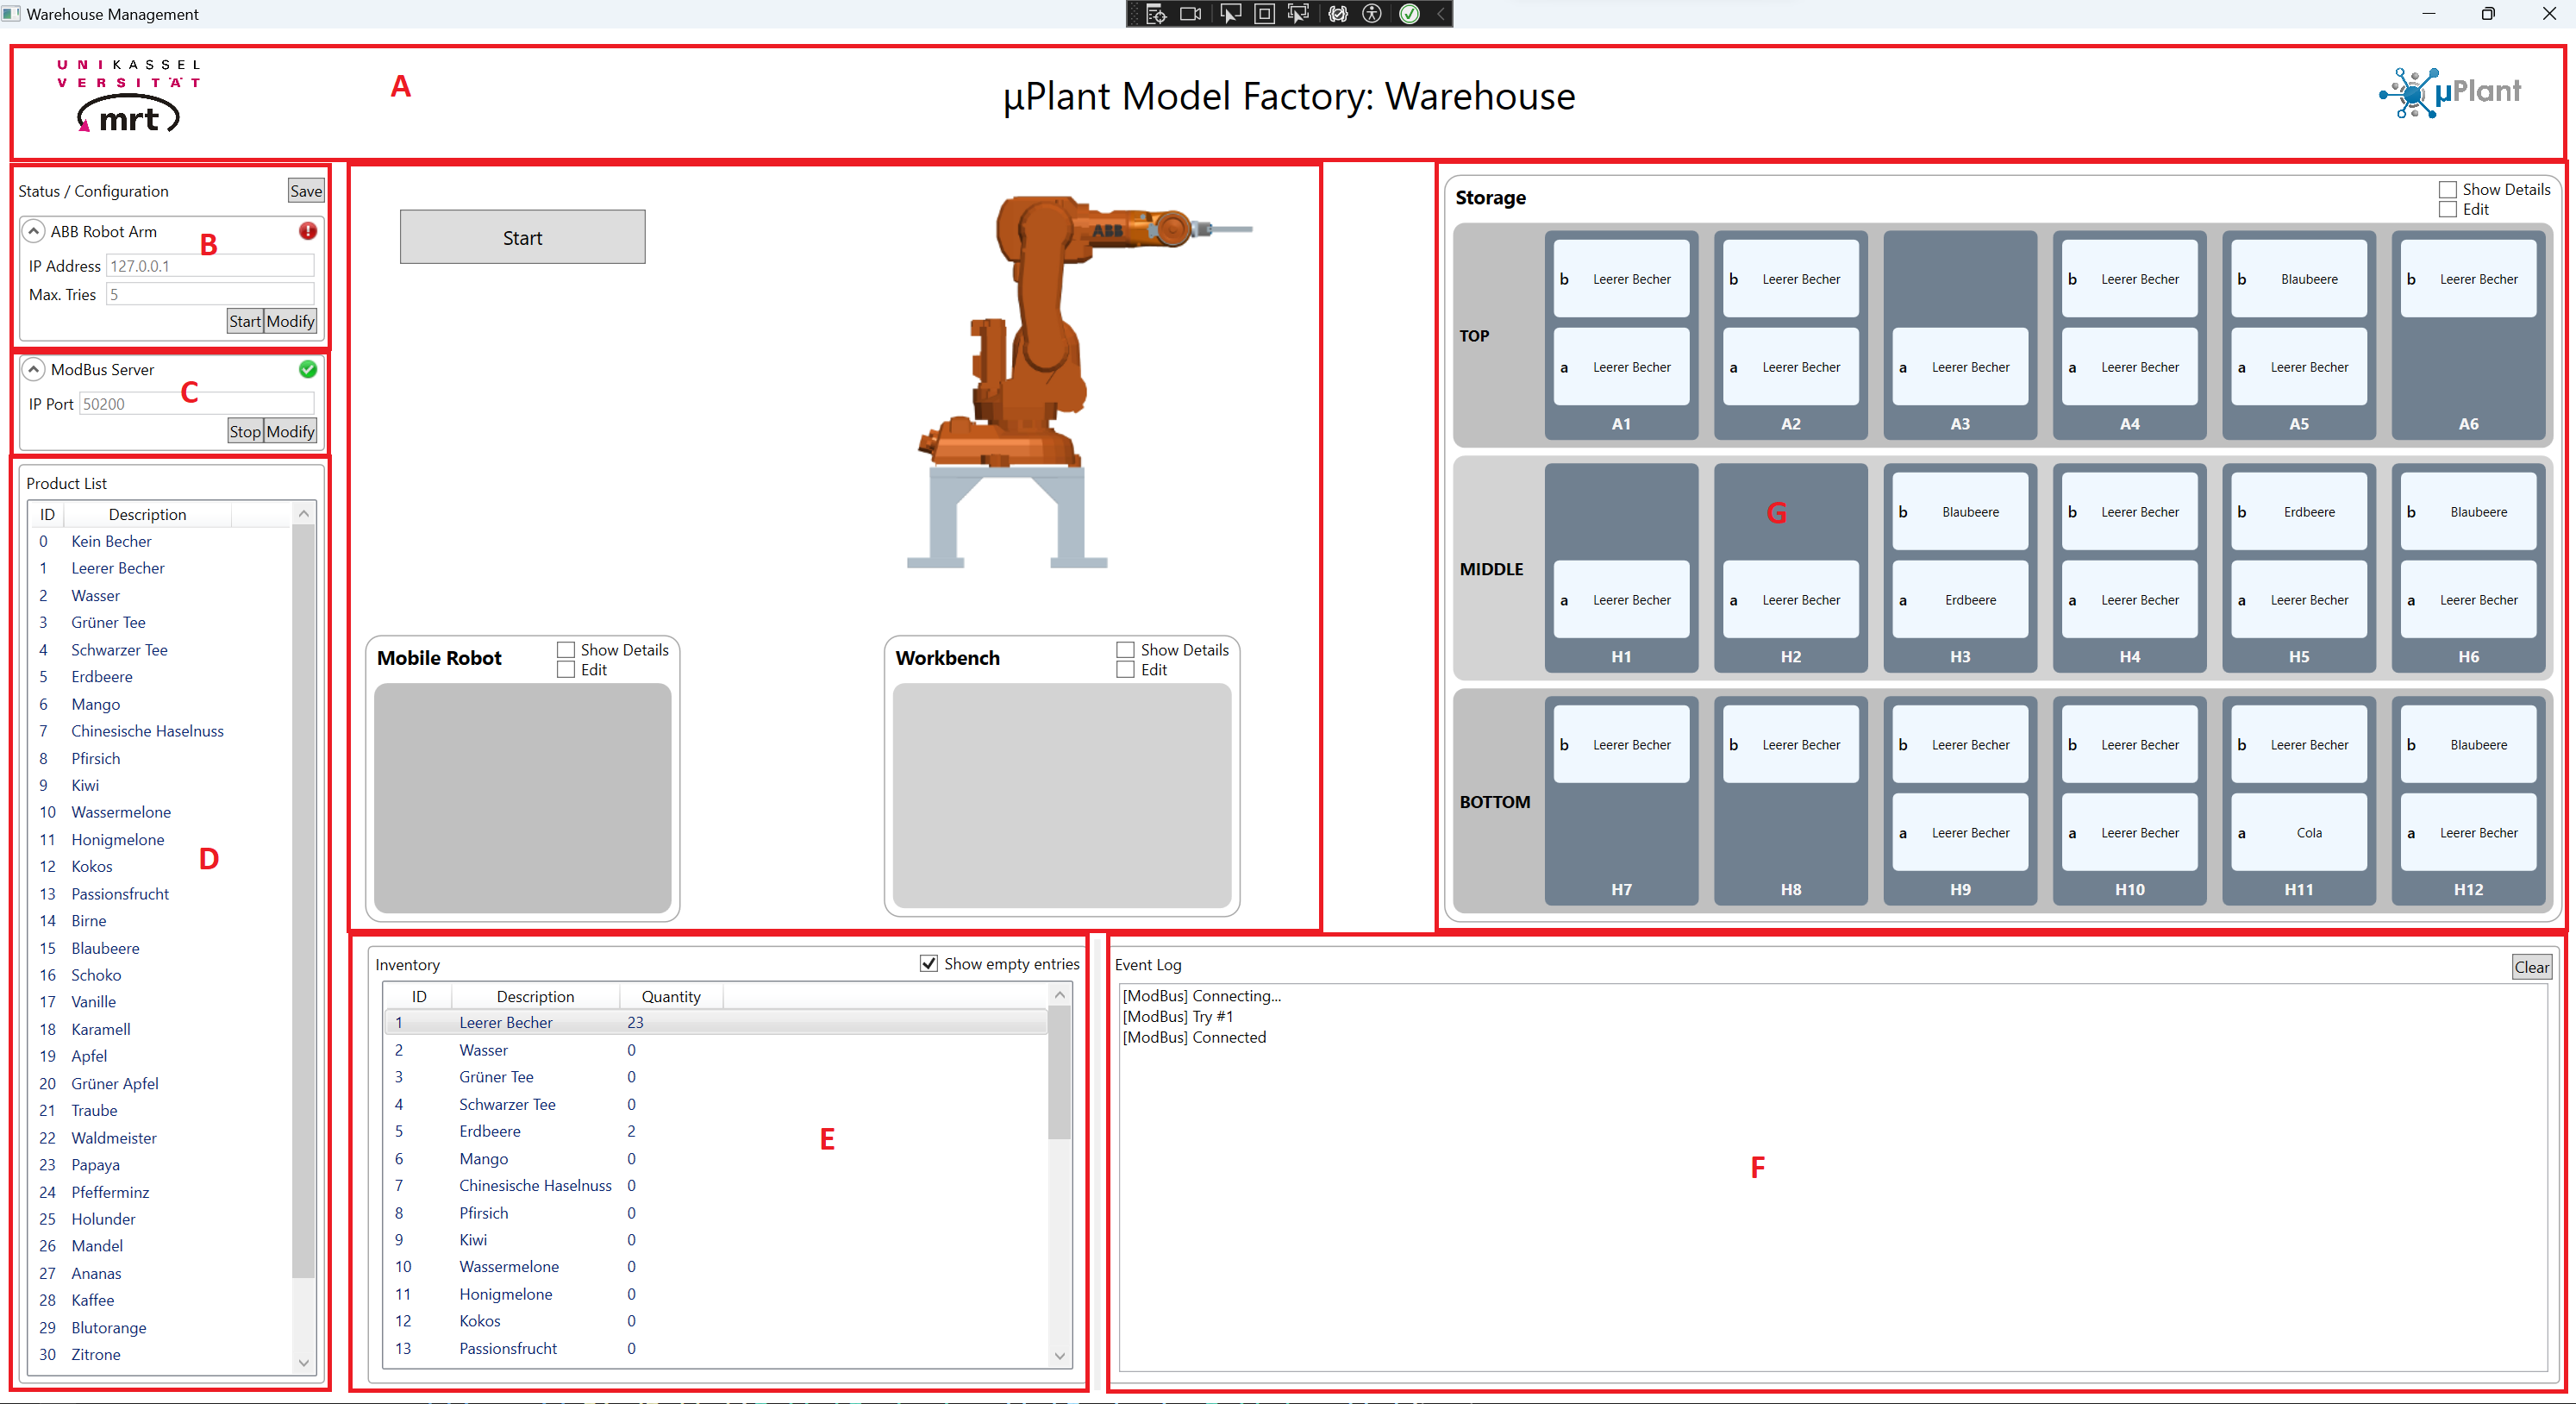 Warehouse Management
UNIKASSEL
VERSITÄT
mrt
A
µPlant Model Factory: Warehouse
µPlant
Status / Configuration
Save
ABB Robot Arm
B
IP Address 127.0.0.1
Max. Tries 5
Start Modify
ModBus Server
C
IP Port 50200
Stop Modify
Product List
ID Description
0 Kein Becher
1 Leerer Becher
2 Wasser
3 Grüner Tee
4 Schwarzer Tee
5 Erdbeere
6 Mango
7 Chinesische Haselnuss
8 Pfirsich
9 Kiwi
10 Wassermelone
11 Honigmelone
12 Kokos
D
13 Passionsfrucht
14 Birne
15 Blaubeere
16 Schoko
17 Vanille
18 Karamell
19 Apfel
20 Grüner Apfel
21 Traube
22 Waldmeister
23 Papaya
24 Pfefferminz
25 Holunder
26 Mandel
27 Ananas
28 Kaffee
29 Blutorange
30 Zitrone
Start
ABB
Mobile Robot
Show Details
Edit
Workbench
Show Details
Edit
Storage
Show Details
Edit
TOP
b Leerer Becher b Leerer Becher b Leerer Becher b Blaubeere b Leerer Becher
a Leerer Becher a Leerer Becher a Leerer Becher a Leerer Becher a Leerer Becher
A1 A2 A3 A4 A5 A6
MIDDLE
G
b Blaubeere b Leerer Becher b Erdbeere b Blaubeere
a Leerer Becher a Leerer Becher a Erdbeere a Leerer Becher a Leerer Becher a Leerer Becher
H1 H2 H3 H4 H5 H6
BOTTOM
b Leerer Becher b Leerer Becher b Leerer Becher b Leerer Becher b Leerer Becher b Blaubeere
a Leerer Becher a Leerer Becher a Cola a Leerer Becher
H7 H8 H9 H10 H11 H12
Inventory
Show empty entries
ID Description Quantity
1 Leerer Becher 23
2 Wasser 0
3 Grüner Tee 0
4 Schwarzer Tee 0
5 Erdbeere 2
E
6 Mango 0
7 Chinesische Haselnuss 0
8 Pfirsich 0
9 Kiwi 0
10 Wassermelone 0
11 Honigmelone 0
12 Kokos 0
13 Passionsfrucht 0
Event Log
Clear
[ModBus] Connecting...
[ModBus] Try #1
[ModBus] Connected
F